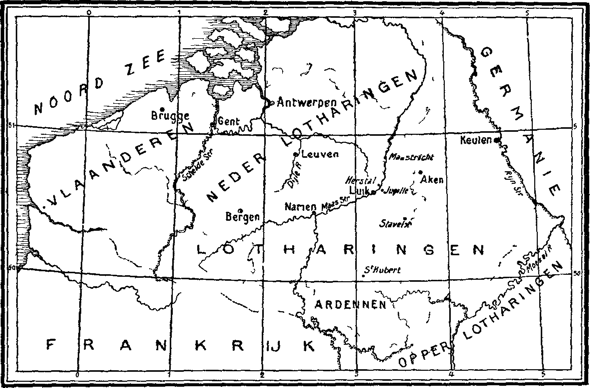 0 1 2 3 4 5
NOORD ZEE
GERMANIE
Brugge
Antwerpen
Gent
51
VLAANDEREN
Schelde Str
NEDER LOTHARINGEN
Leuven
Dyle R
Keulen
Rijn Str
Maastricht
Herstal
Luik
Jupille
Aken
Namen
Maas Str
Bergen
Stavelot
LOTHARINGEN
St Hubert
50
50
Moezel R
ARDENNEN
OPPER LOTHARINGEN
FRANKRIJK
0 1 2 3 4 5